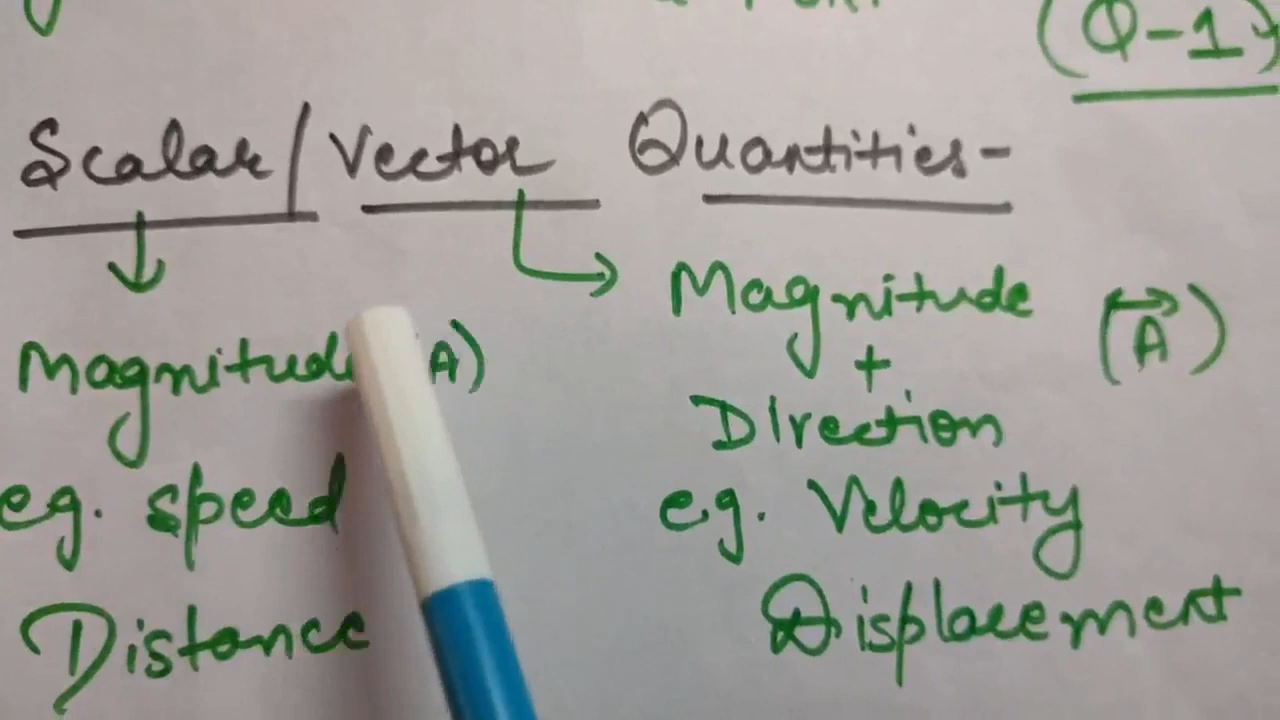 (Q-1)
Scalar/Vector Quantities-
Magnitude (A)
eg. speed
Distance
Magnitude (A)
+
Direction
eg. Velocity
Displacement